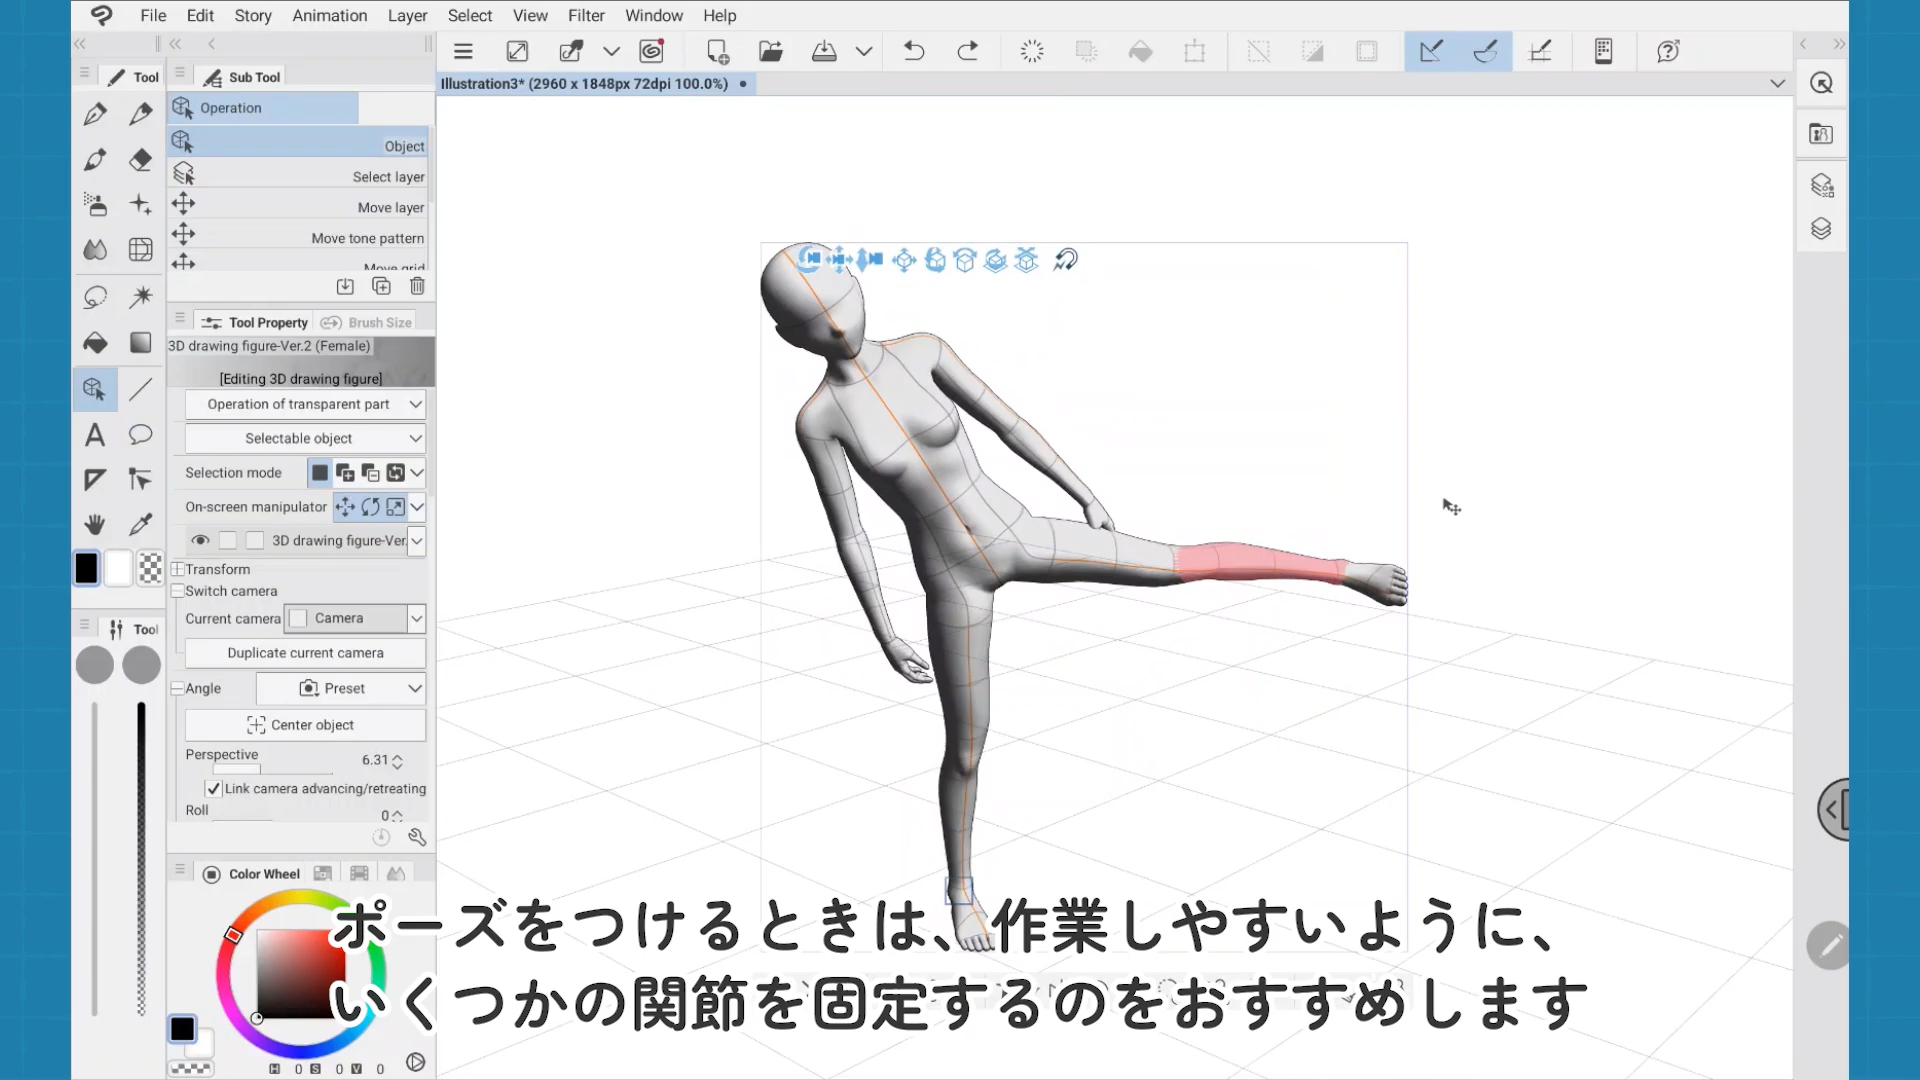 File Edit Story Animation Layer Select View Filter Window Help
Tool
Sub Tool
Illustration3* (2960 x 1848px 72dpi 100.0%)
Operation
Object
Select layer
Move layer
Move tone pattern
Move grid
Tool Property
Brush Size
3D drawing figure-Ver.2 (Female)
[Editing 3D drawing figure]
Operation of transparent part
Selectable object
Selection mode
On-screen manipulator
3D drawing figure-Ver.
Transform
Switch camera
Current camera Camera
Duplicate current camera
Angle Preset
Center object
Perspective 6.31
Link camera advancing/retreating
Roll 0
Tool
Color Wheel
ポーズをつけるときは、作業しやすいように、
いくつかの関節を固定するのをおすすめします
H 0 S 0 V 0